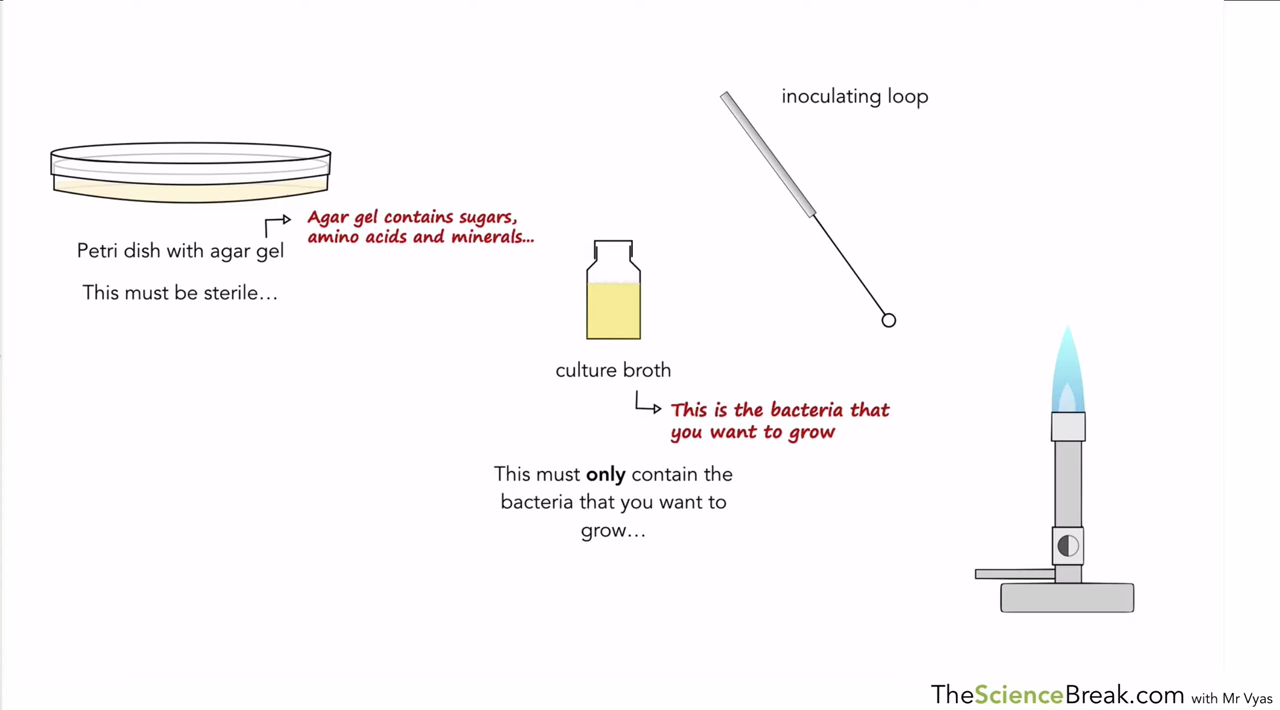 inoculating loop
Agar gel contains sugars,
amino acids and minerals...
Petri dish with agar gel
This must be sterile...
culture broth
This is the bacteria that
you want to grow
This must only contain the
bacteria that you want to
grow...
TheScienceBreak.com with Mr Vyas